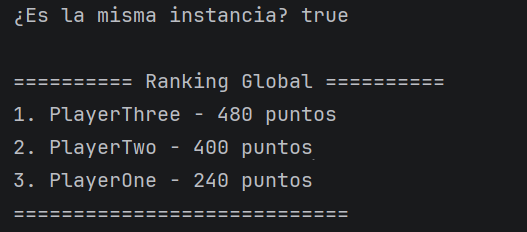 ¿Es la misma instancia? true
========== Ranking Global ==========
1. PlayerThree - 480 puntos
2. PlayerTwo - 400 puntos
3. PlayerOne - 240 puntos
============================